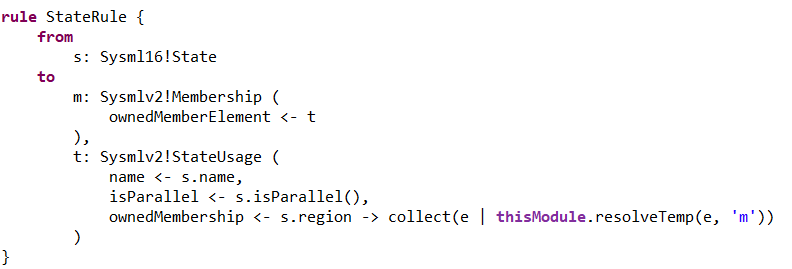 rule StateRule {
    from
        s: Sysml16!State
    to
        m: Sysmlv2!Membership (
            ownedMemberElement <- t
        ),
        t: Sysmlv2!StateUsage (
            name <- s.name,
            isParallel <- s.isParallel(),
            ownedMembership <- s.region -> collect(e | thisModule.resolveTemp(e, 'm'))
        )
}